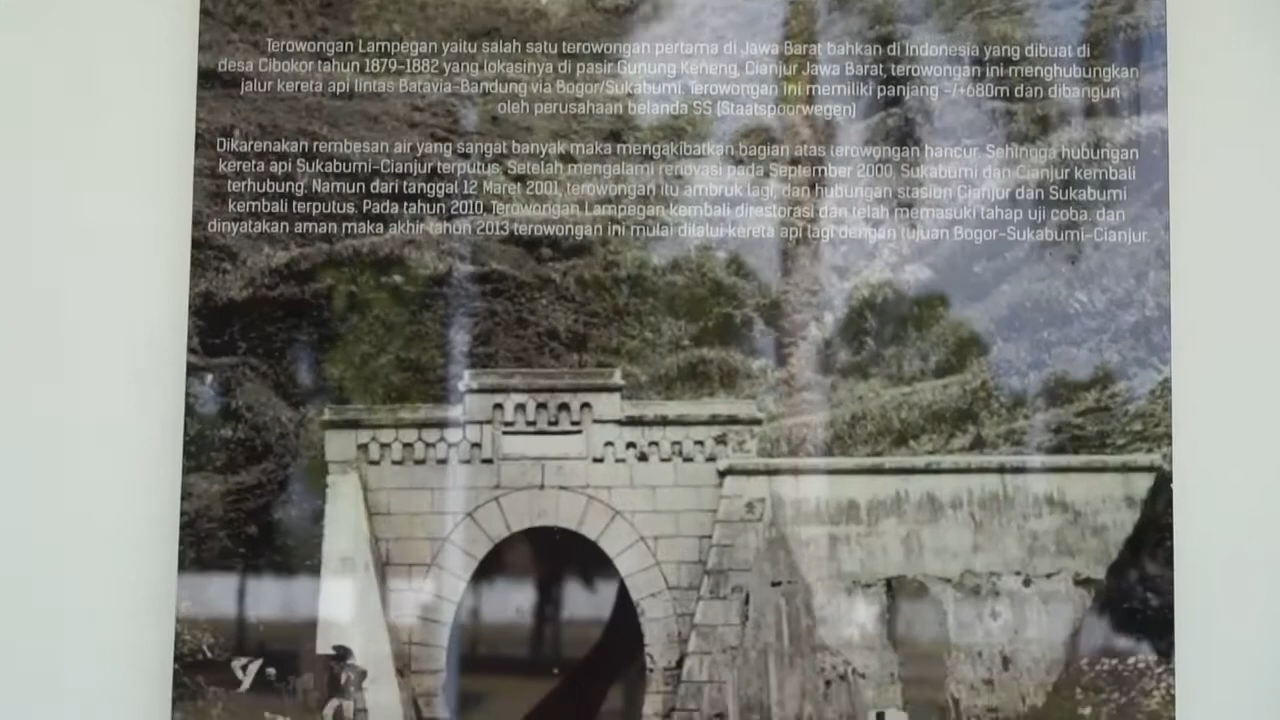 Terowongan Lampegan yaitu salah satu terowongan pertama di Jawa Barat bahkan di Indonesia yang dibuat di
desa Cibokor tahun 1879-1882 yang lokasinya di pasir Gunung Keneng, Cianjur Jawa Barat, terowongan ini menghubungkan
jalur kereta api lintas Batavia-Bandung via Bogor/Sukabumi. Terowongan ini memiliki panjang -/+680m dan dibangun
oleh perusahaan belanda SS (Staatspoorwegen)
Dikarenakan rembesan air yang sangat banyak maka mengakibatkan bagian atas terowongan hancur. Sehingga hubungan
kereta api Sukabumi-Cianjur terputus. Setelah mengalami renovasi pada September 2000, Sukabumi dan Cianjur kembali
terhubung. Namun dari tanggal 12 Maret 2001, terowongan itu ambruk lagi, dan hubungan stasiun Cianjur dan Sukabumi
kembali terputus. Pada tahun 2010, Terowongan Lampegan kembali direstorasi dan telah memasuki tahap uji coba. dan
dinyatakan aman maka akhir tahun 2013 terowongan ini mulai dilalui kereta api lagi dengan tujuan Bogor-Sukabumi-Cianjur.